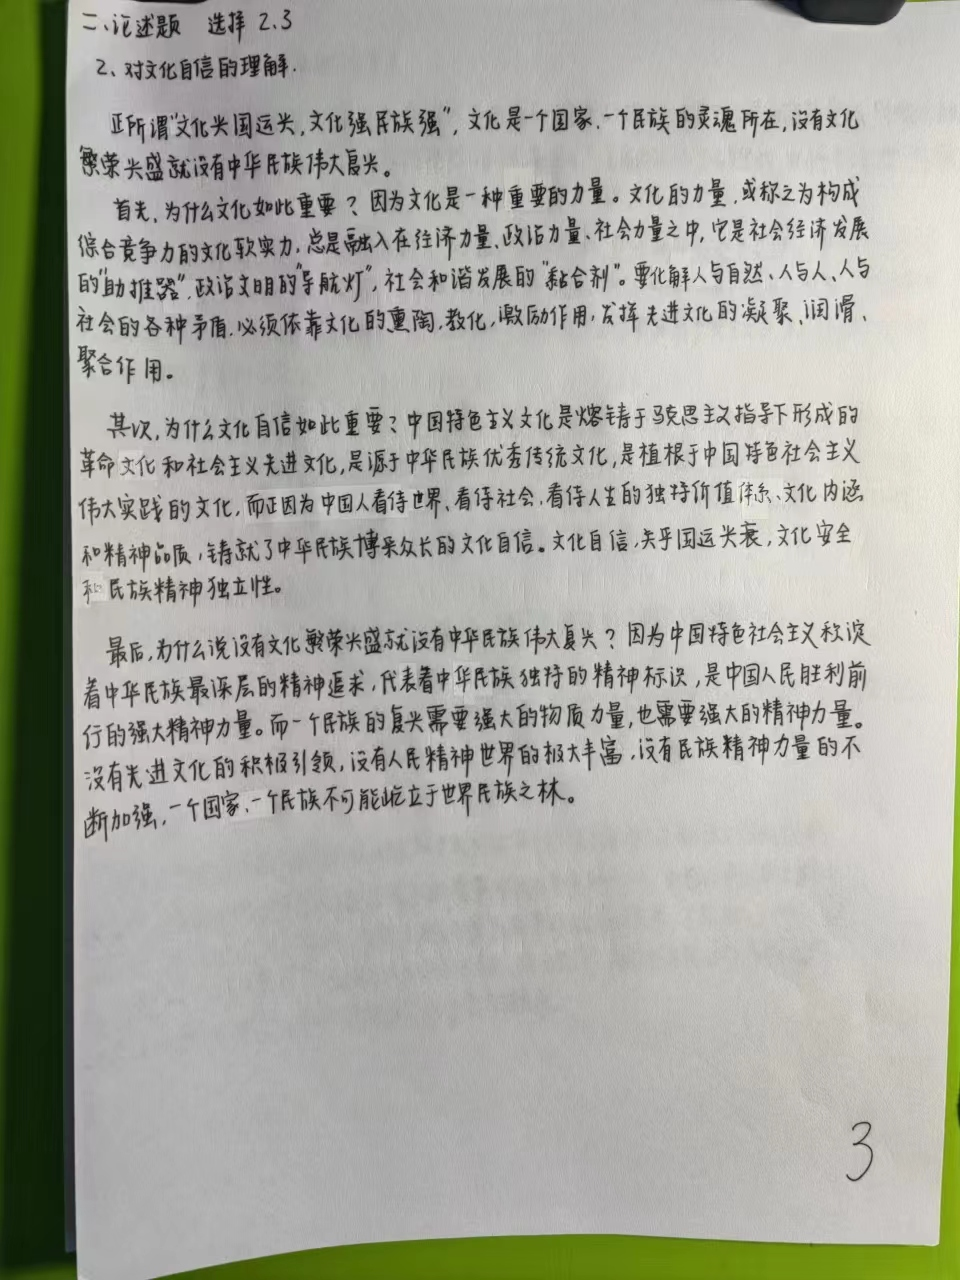 二、论述题 选择 2.3
2、对文化自信的理解.
正所谓"文化兴国运兴,文化强民族强",文化是一个国家、一个民族的灵魂所在,没有文化
繁荣兴盛就没有中华民族伟大复兴。
首先,为什么文化如此重要?因为文化是一种重要的力量。文化的力量,或称之为构成
综合竞争力的文化软实力,总是融入在经济力量、政治力量、社会力量之中,它是社会经济发展
的"助推器",政治文明的"导航灯",社会和谐发展的"黏合剂"。要化解人与自然、人与人、人与
社会的各种矛盾,必须依靠文化的熏陶,教化,激励作用,发挥先进文化的凝聚、润滑、
聚合作用。
其次,为什么文化自信如此重要?中国特色主义文化是熔铸于马克思主义指导下形成的
革命文化和社会主义先进文化,是源于中华民族优秀传统文化,是植根于中国特色社会主义
伟大实践的文化,而正因为中国人看待世界、看待社会、看待人生的独特价值体系、文化内涵
和精神品质,铸就了中华民族博采众长的文化自信。文化自信,关乎国运兴衰,文化安全
和民族精神独立性。
最后,为什么说没有文化繁荣兴盛就没有中华民族伟大复兴?因为中国特色社会主义积淀
着中华民族最深层的精神追求,代表着中华民族独特的精神标识,是中国人民胜利前
行的强大精神力量。而一个民族的复兴需要强大的物质力量,也需要强大的精神力量。
没有先进文化的积极引领,没有人民精神世界的极大丰富,没有民族精神力量的不
断加强,一个国家、一个民族不可能屹立于世界民族之林。
3